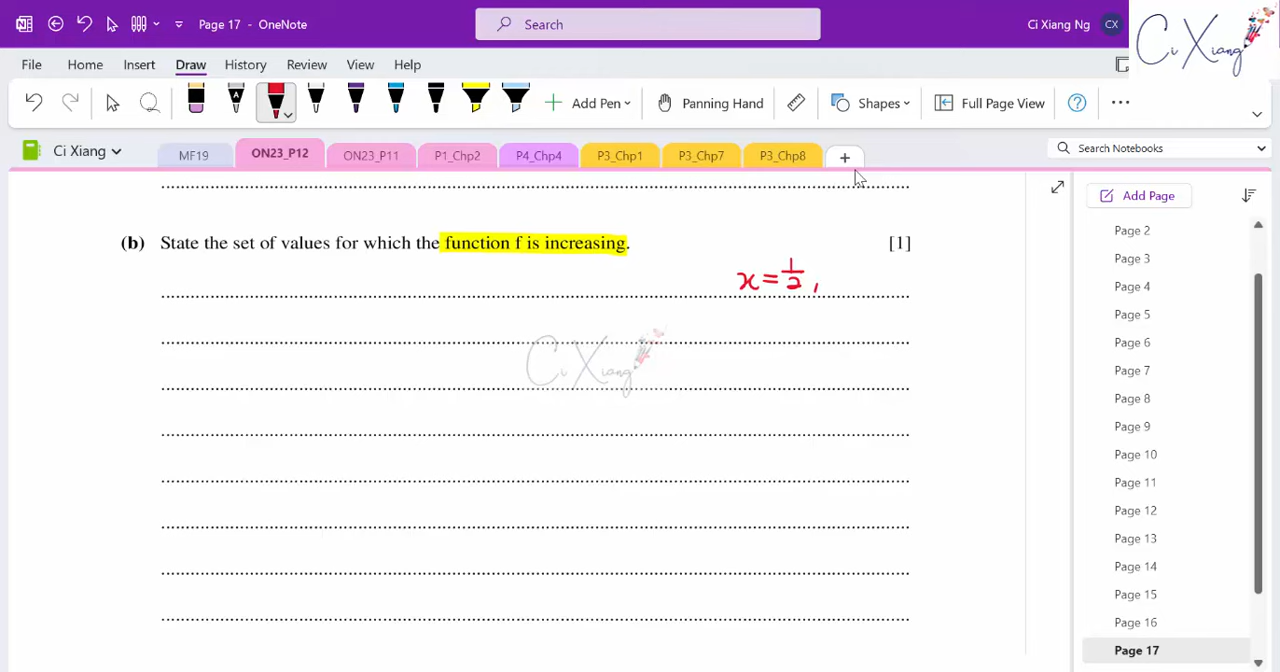 Page 17 - OneNote
Search
Ci Xiang Ng
CX
Ci Xiang
File Home Insert Draw History Review View Help
A
Add Pen
Panning Hand
Shapes
Full Page View
?
Ci Xiang
MF19
ON23_P12
ON23_P11
P1_Chp2
P4_Chp4
P3_Chp1
P3_Chp7
P3_Chp8
+
Search Notebooks
Add Page
(b) State the set of values for which the function f is increasing. [1]
x = 1/2 ,
Ci Xiang
Page 2
Page 3
Page 4
Page 5
Page 6
Page 7
Page 8
Page 9
Page 10
Page 11
Page 12
Page 13
Page 14
Page 15
Page 16
Page 17